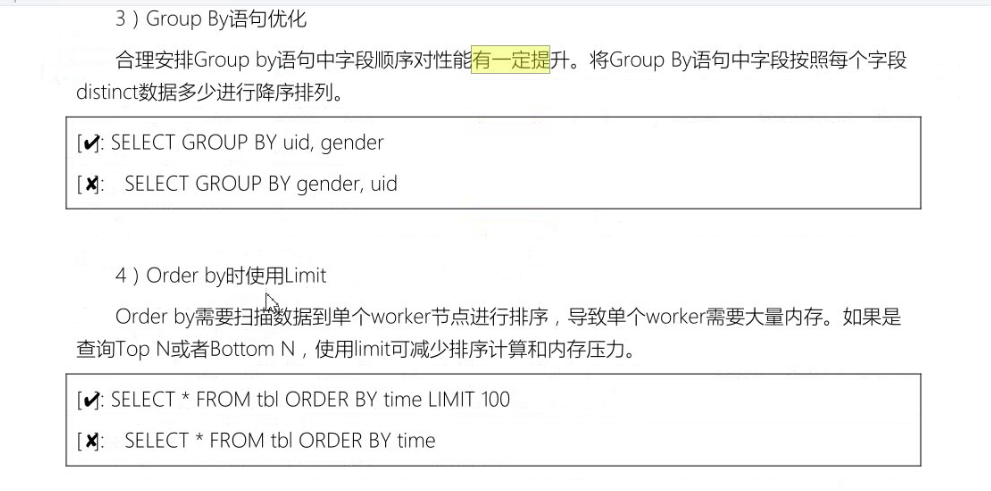 3）Group By语句优化
合理安排Group by语句中字段顺序对性能有一定提升。将Group By语句中字段按照每个字段
distinct数据多少进行降序排列。
[✔]: SELECT GROUP BY uid, gender
[✘]: SELECT GROUP BY gender, uid
4）Order by时使用Limit
Order by需要扫描数据到单个worker节点进行排序，导致单个worker需要大量内存。如果是
查询Top N或者Bottom N，使用limit可减少排序计算和内存压力。
[✔]: SELECT * FROM tbl ORDER BY time LIMIT 100
[✘]: SELECT * FROM tbl ORDER BY time